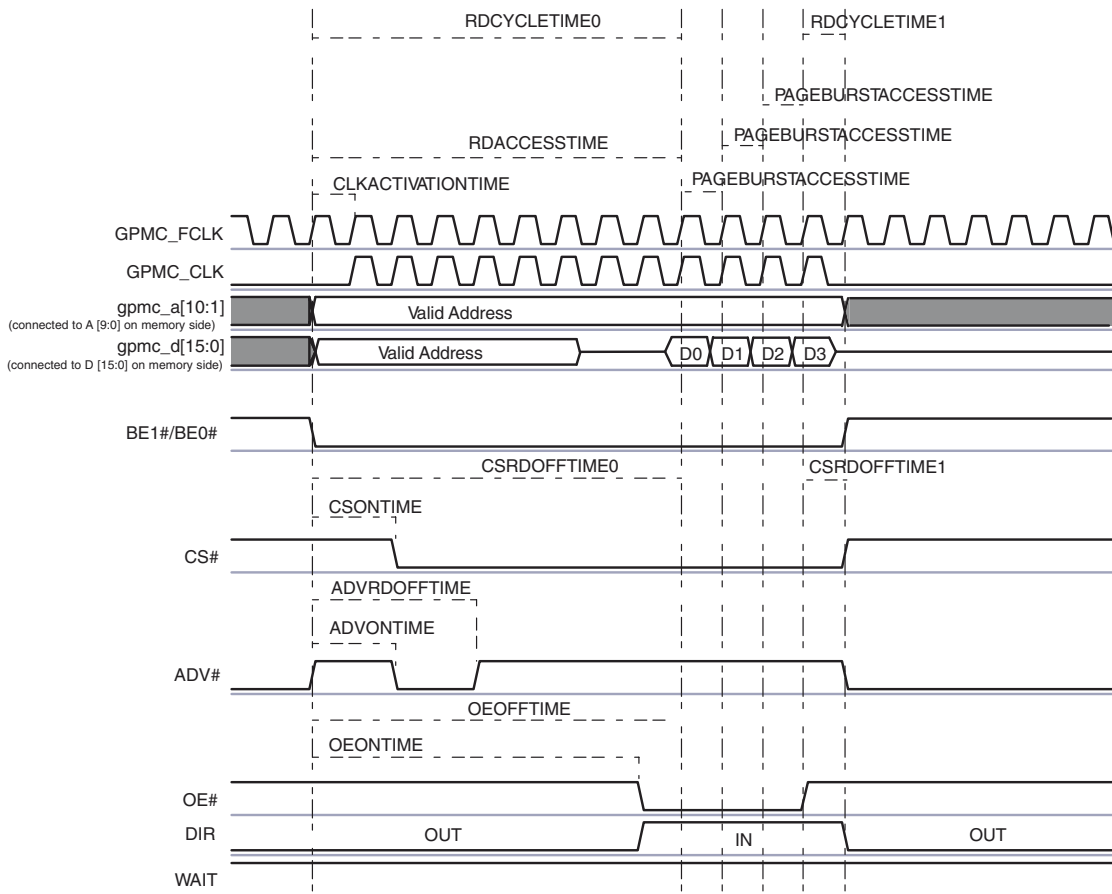 RDCYCLETIME0
RDCYCLETIME1
PAGEBURSTACCESSTIME
PAGEBURSTACCESSTIME
RDACCESSTIME
PAGEBURSTACCESSTIME
CLKACTIVATIONTIME
GPMC_FCLK
GPMC_CLK
gpmc_a[10:1]
(connected to A [9:0] on memory side)
Valid Address
gpmc_d[15:0]
(connected to D [15:0] on memory side)
Valid Address
D0 D1 D2 D3
BE1#/BE0#
CSRDOFFTIME0
CSRDOFFTIME1
CSONTIME
CS#
ADVRDOFFTIME
ADVONTIME
ADV#
OEOFFTIME
OEONTIME
OE#
DIR
OUT
IN
OUT
WAIT